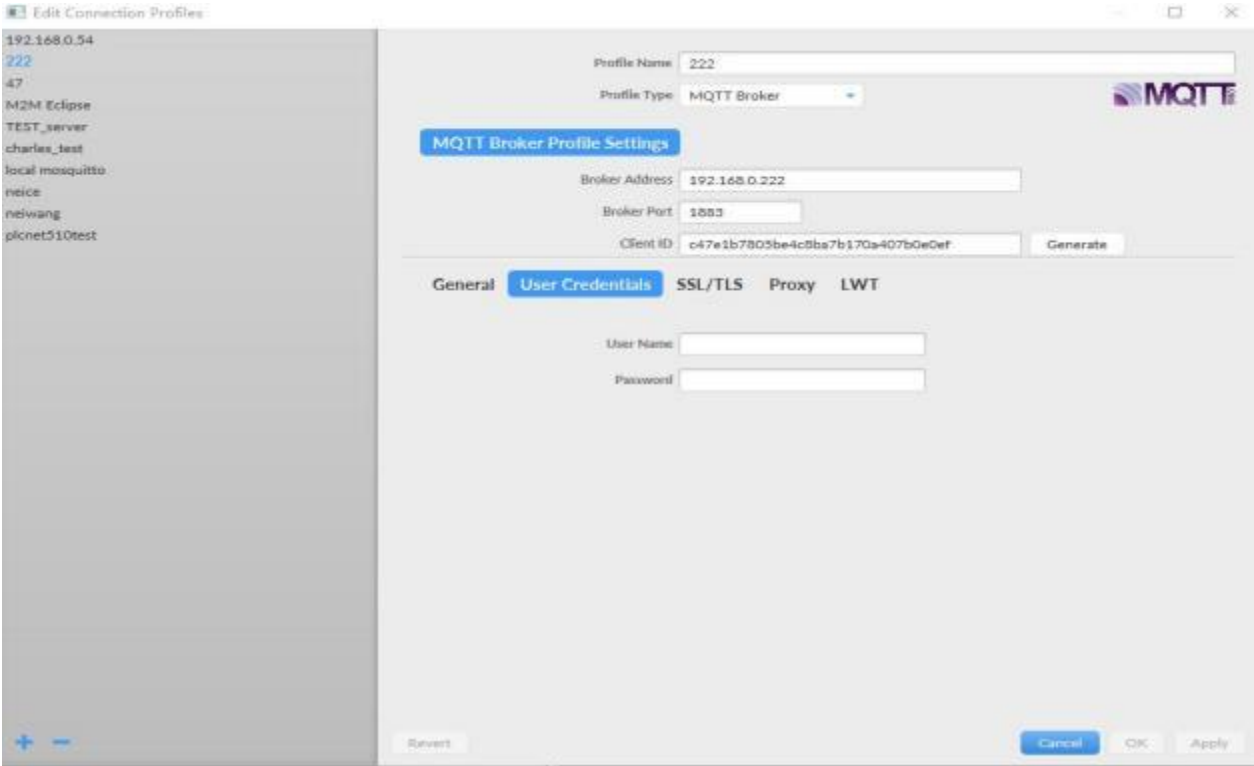 Edit Connection Profiles
192.168.0.54
222
47
M2M Eclipse
TEST_server
charles_test
local mosquitto
neice
neiwang
plcnet510test
Profile Name 222
Profile Type MQTT Broker
MQTT
MQTT Broker Profile Settings
Broker Address 192.168.0.222
Broker Port 1883
Client ID c47e1b7805be4c8ba7b170a407b0e0ef Generate
General User Credentials SSL/TLS Proxy LWT
User Name
Password
Revert Cancel OK Apply